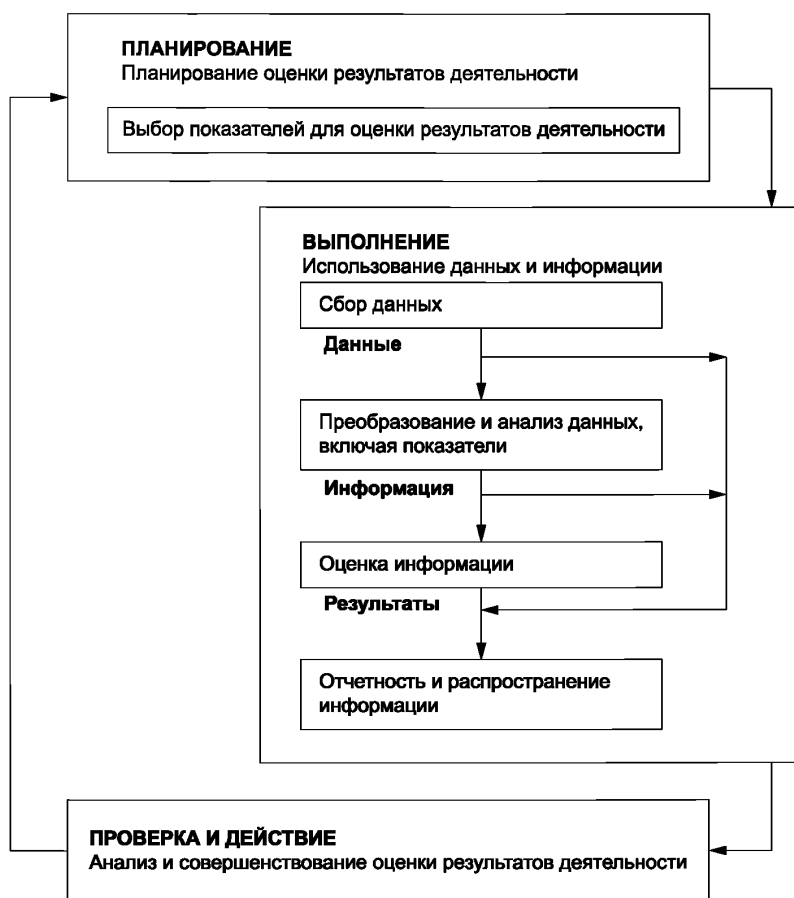 ПЛАНИРОВАНИЕ
Планирование оценки результатов деятельности
Выбор показателей для оценки результатов деятельности
ВЫПОЛНЕНИЕ
Использование данных и информации
Сбор данных
Данные
Преобразование и анализ данных,
включая показатели
Информация
Оценка информации
Результаты
Отчетность и распространение
информации
ПРОВЕРКА И ДЕЙСТВИЕ
Анализ и совершенствование оценки результатов деятельности